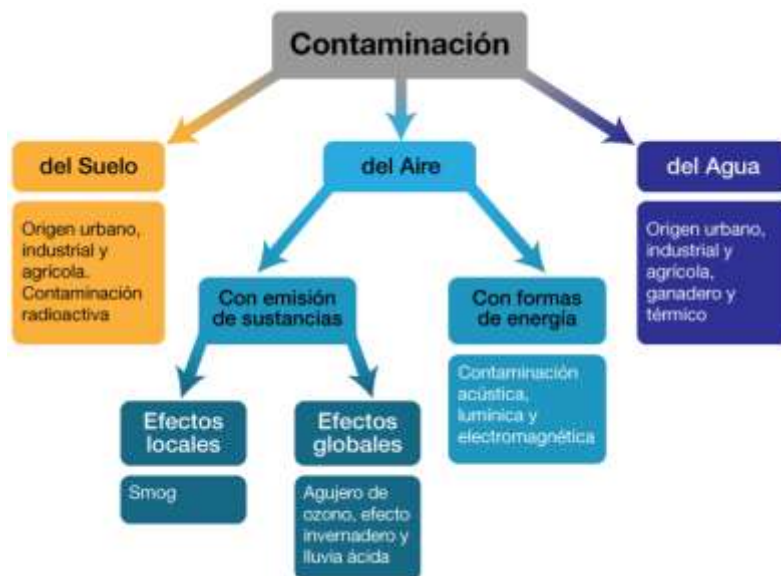 Contaminación
del Suelo
Origen urbano,
industrial y
agrícola.
Contaminación
radioactiva
del Aire
Con emisión
de sustancias
Efectos
locales
Smog
Efectos
globales
Agujero de
ozono, efecto
invernadero y
lluvia ácida
Con formas
de energía
Contaminación
acústica,
lumínica y
electromagnética
del Agua
Origen urbano,
industrial y
agrícola,
ganadero y
térmico